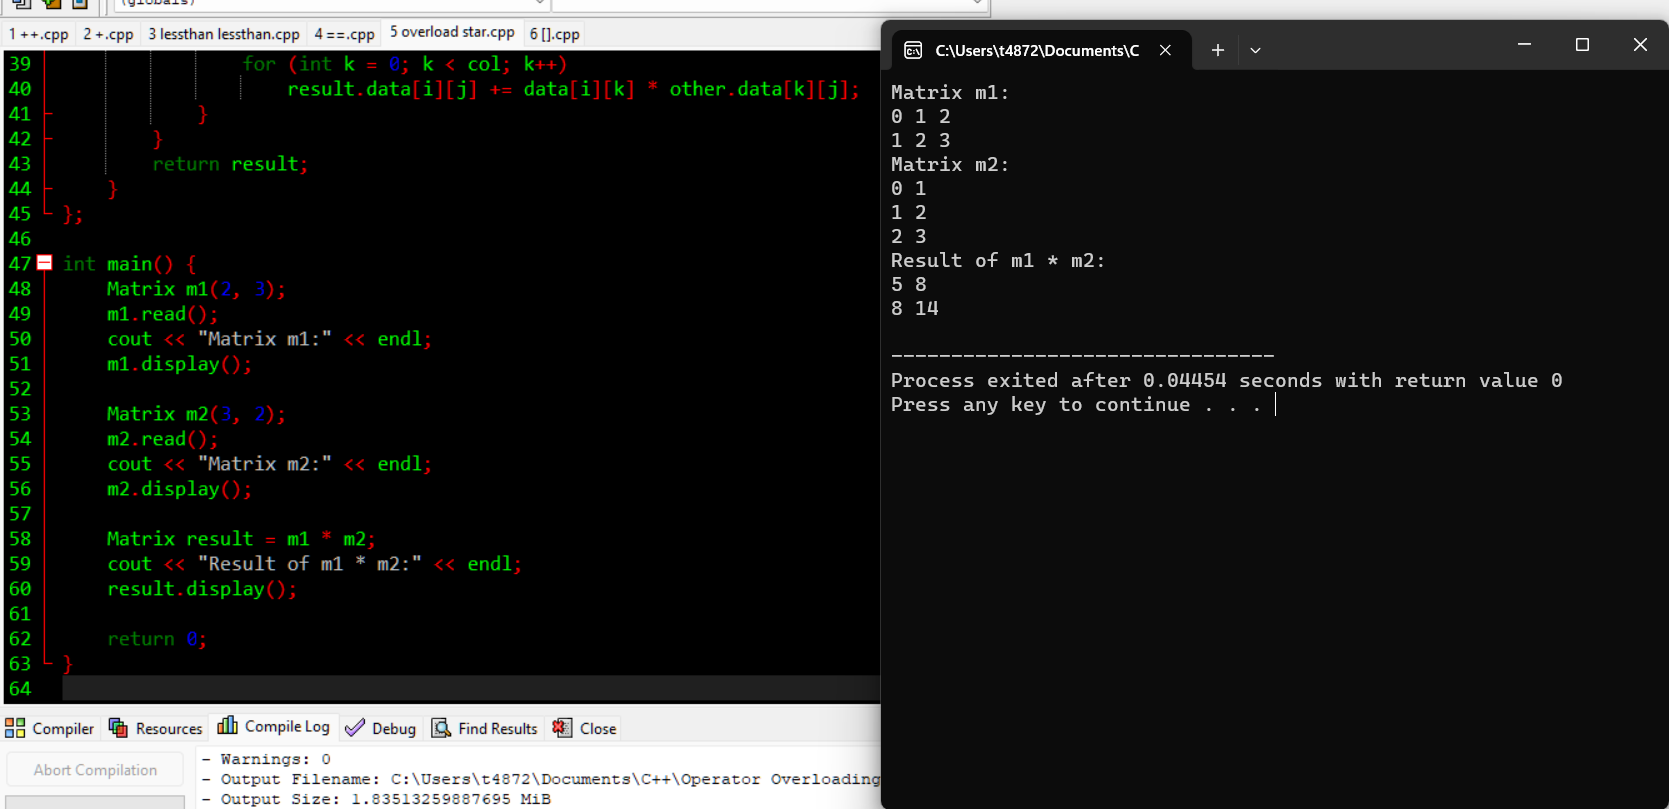 (globals)
1 ++.cpp 2 +.cpp 3 lessthan lessthan.cpp 4 ==.cpp 5 overload star.cpp 6 [].cpp
39 for (int k = 0; k < col; k++)
40 result.data[i][j] += data[i][k] * other.data[k][j];
41 }
42 }
43 return result;
44 }
45 };
46
47 int main() {
48 Matrix m1(2, 3);
49 m1.read();
50 cout << "Matrix m1:" << endl;
51 m1.display();
52
53 Matrix m2(3, 2);
54 m2.read();
55 cout << "Matrix m2:" << endl;
56 m2.display();
57
58 Matrix result = m1 * m2;
59 cout << "Result of m1 * m2:" << endl;
60 result.display();
61
62 return 0;
63 }
64
Compiler Resources Compile Log Debug Find Results Close
Abort Compilation
- Warnings: 0
- Output Filename: C:\Users\t4872\Documents\C++\Operator Overloading
- Output Size: 1.83513259887695 MiB
C:\Users\t4872\Documents\C
Matrix m1:
0 1 2
1 2 3
Matrix m2:
0 1
1 2
2 3
Result of m1 * m2:
5 8
8 14
--------------------------------
Process exited after 0.04454 seconds with return value 0
Press any key to continue . . .